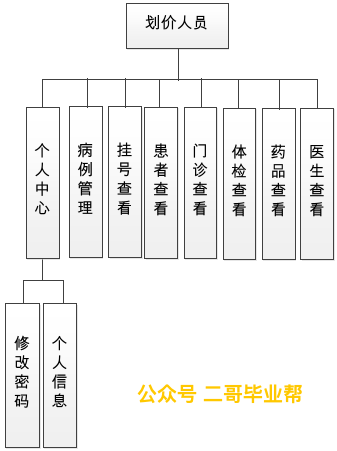 划价人员
个人中心
病例管理
挂号查看
患者查看
门诊查看
体检查看
药品查看
医生查看
修改密码
个人信息
公众号 二哥毕业帮